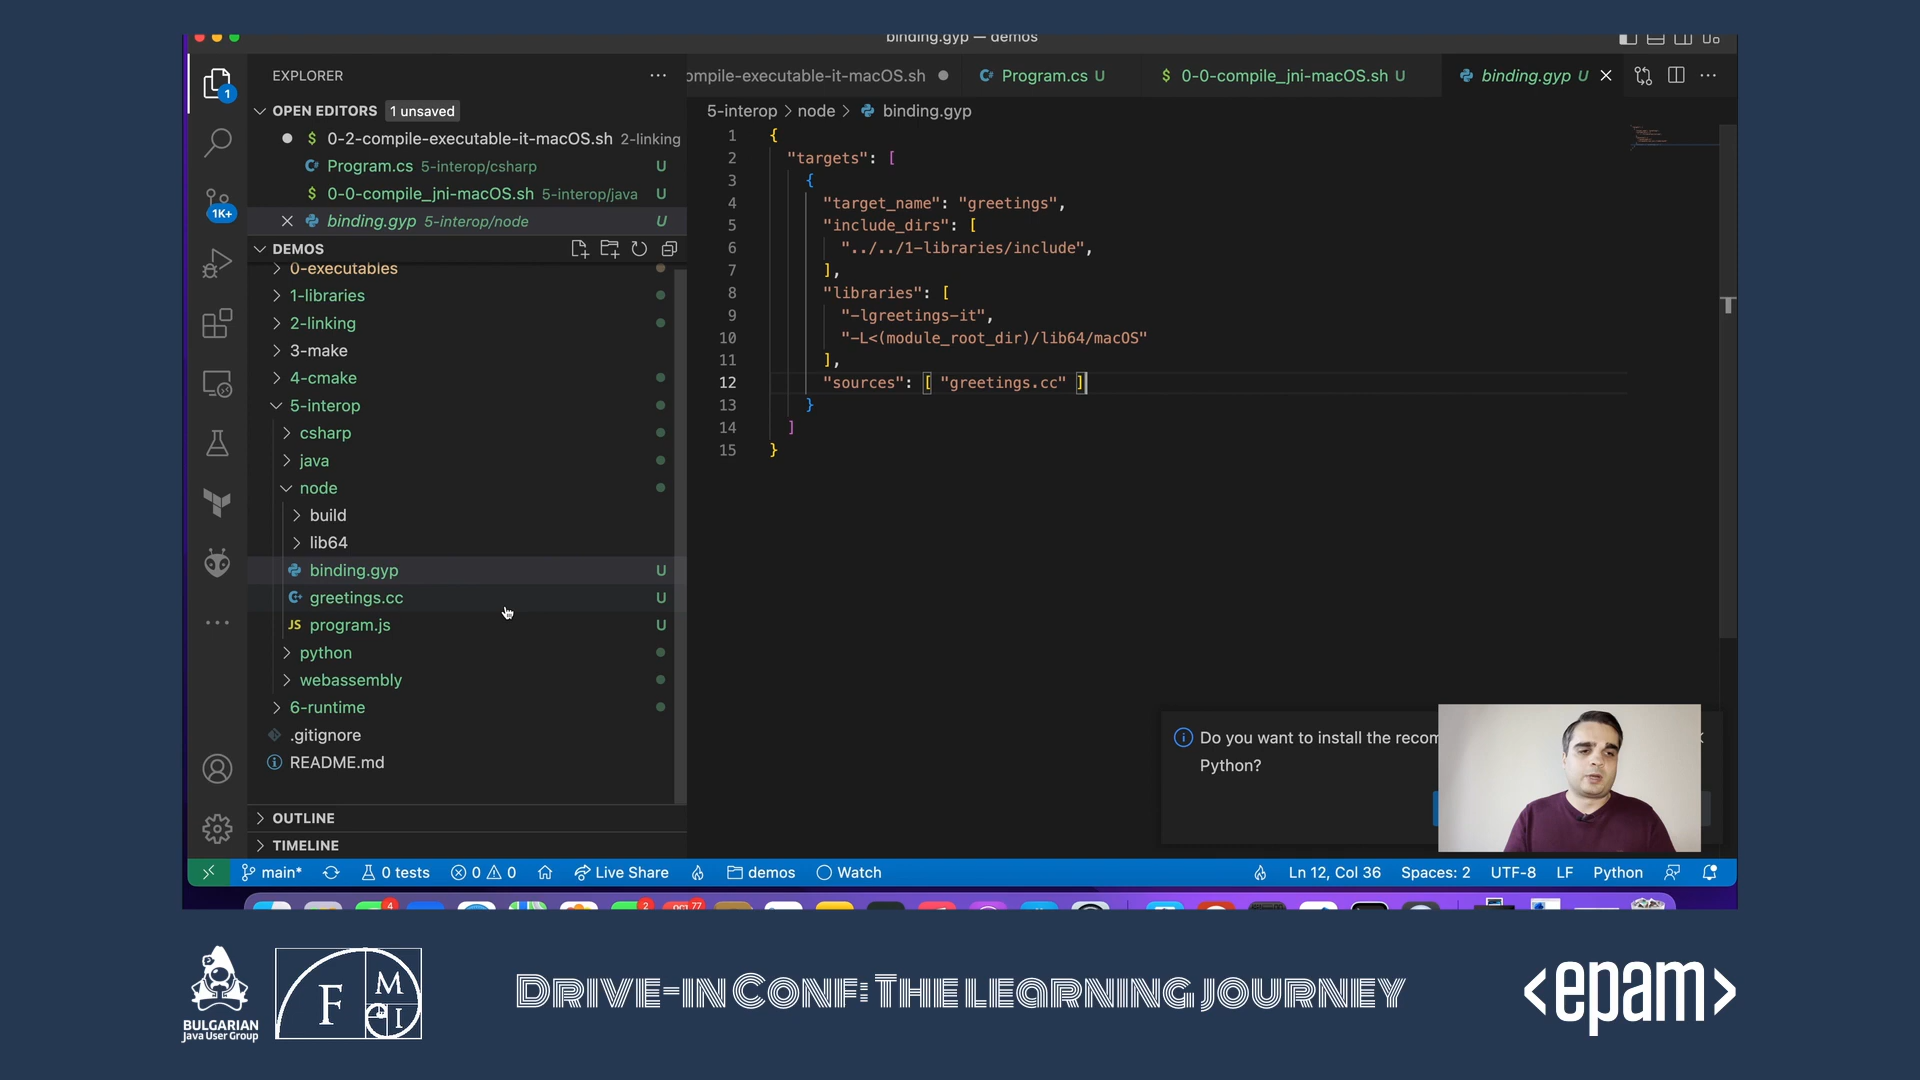 binding.gyp — demos
EXPLORER
ompile-executable-it-macOS.sh
Program.cs U
$ 0-0-compile_jni-macOS.sh U
binding.gyp U
1
OPEN EDITORS 1 unsaved
5-interop > node > binding.gyp
$ 0-2-compile-executable-it-macOS.sh 2-linking
Program.cs 5-interop/csharp U
$ 0-0-compile_jni-macOS.sh 5-interop/java U
1K+
binding.gyp 5-interop/node U
DEMOS
0-executables
1-libraries
2-linking
3-make
4-cmake
5-interop
csharp
java
node
build
lib64
binding.gyp U
greetings.cc U
JS program.js U
python
webassembly
6-runtime
.gitignore
README.md
OUTLINE
TIMELINE
1 {
2 "targets": [
3 {
4 "target_name": "greetings",
5 "include_dirs": [
6 "../../1-libraries/include",
7 ],
8 "libraries": [
9 "-lgreetings-it",
10 "-L<(module_root_dir)/lib64/macOS"
11 ],
12 "sources": [ "greetings.cc" ]
13 }
14 ]
15 }
Do you want to install the recom
Python?
main* 0 tests 0 0 Live Share demos Watch Ln 12, Col 36 Spaces: 2 UTF-8 LF Python
4 2 77
BULGARIAN
Java User Group
F M I
DRIVE-IN CONF: THE LEARNING JOURNEY
<epam>